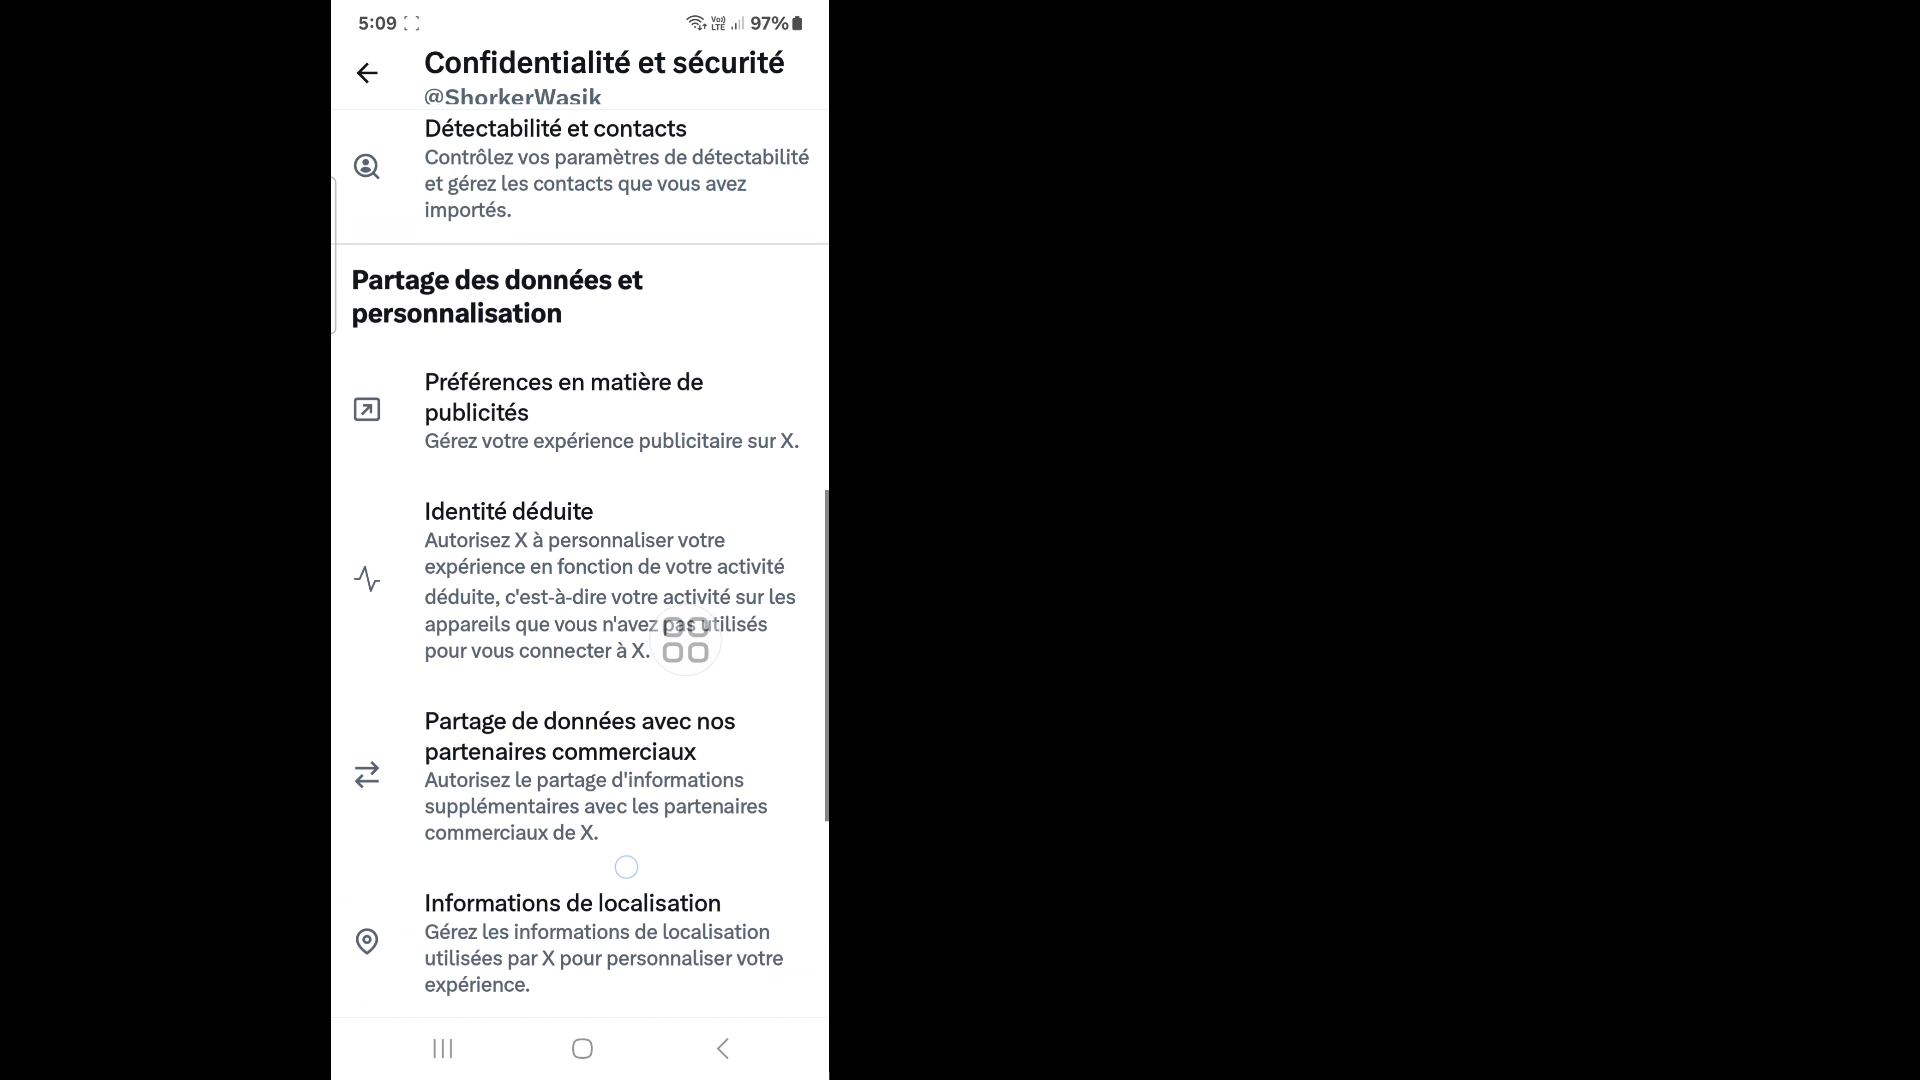 5:09
Vo)) LTE 97%
Confidentialité et sécurité
@ShorkerWasik
Détectabilité et contacts
Contrôlez vos paramètres de détectabilité
et gérez les contacts que vous avez
importés.
Partage des données et
personnalisation
Préférences en matière de
publicités
Gérez votre expérience publicitaire sur X.
Identité déduite
Autorisez X à personnaliser votre
expérience en fonction de votre activité
déduite, c'est-à-dire votre activité sur les
appareils que vous n'avez pas utilisés
pour vous connecter à X.
Partage de données avec nos
partenaires commerciaux
Autorisez le partage d'informations
supplémentaires avec les partenaires
commerciaux de X.
Informations de localisation
Gérez les informations de localisation
utilisées par X pour personnaliser votre
expérience.